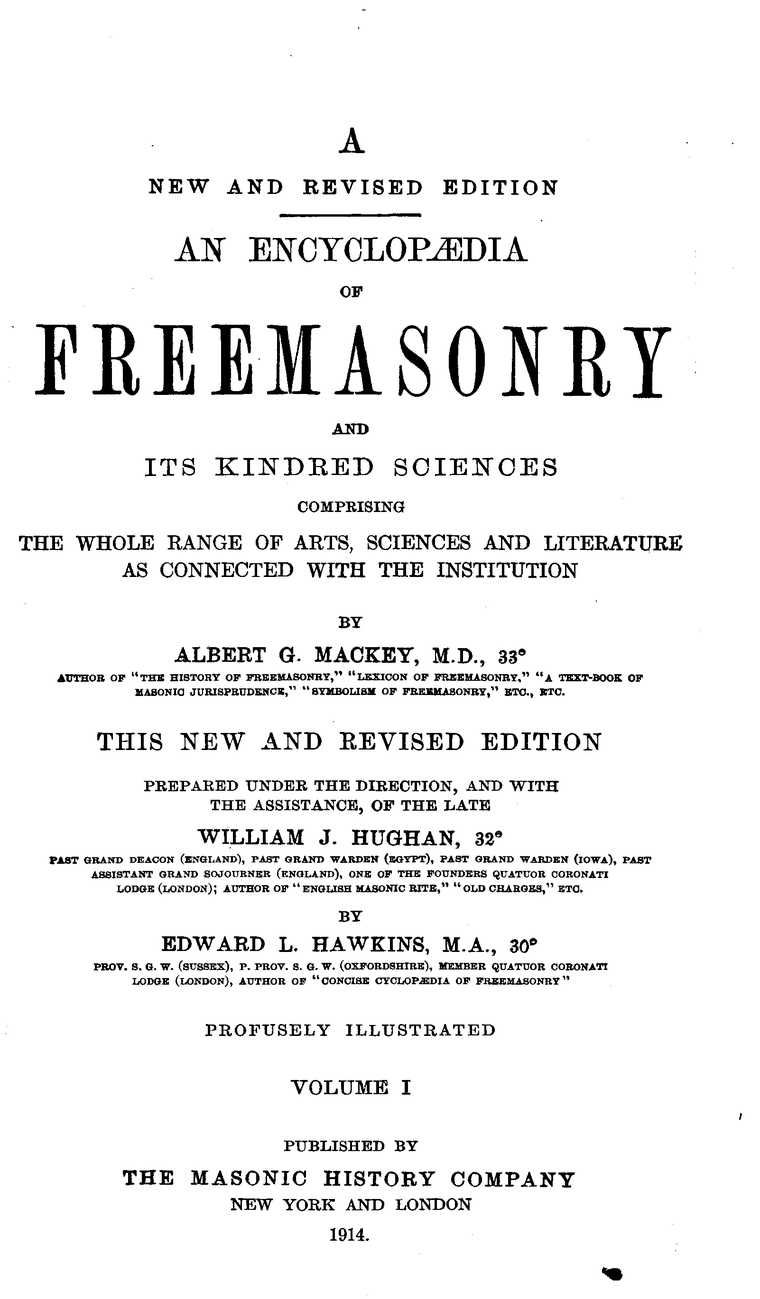 A
NEW AND REVISED EDITION
AN ENCYCLOPÆDIA
OF
FREEMASONRY
AND
ITS KINDRED SCIENCES
COMPRISING
THE WHOLE RANGE OF ARTS, SCIENCES AND LITERATURE
AS CONNECTED WITH THE INSTITUTION
BY
ALBERT G. MACKEY, M.D., 33°
AUTHOR OF "THE HISTORY OF FREEMASONRY," "LEXICON OF FREEMASONRY," "A TEXT-BOOK OF
MASONIC JURISPRUDENCE," "SYMBOLISM OF FREEMASONRY," ETC., ETC.
THIS NEW AND REVISED EDITION
PREPARED UNDER THE DIRECTION, AND WITH
THE ASSISTANCE, OF THE LATE
WILLIAM J. HUGHAN, 32°
PAST GRAND DEACON (ENGLAND), PAST GRAND WARDEN (EGYPT), PAST GRAND WARDEN (IOWA), PAST
ASSISTANT GRAND SOJOURNER (ENGLAND), ONE OF THE FOUNDERS QUATUOR CORONATI
LODGE (LONDON); AUTHOR OF "ENGLISH MASONIC RITE," "OLD CHARGES," ETC.
BY
EDWARD L. HAWKINS, M.A., 30°
PROV. S. G. W. (SUSSEX), P. PROV. S. G. W. (OXFORDSHIRE), MEMBER QUATUOR CORONATI
LODGE (LONDON), AUTHOR OF "CONCISE CYCLOPÆDIA OF FREEMASONRY"
PROFUSELY ILLUSTRATED
VOLUME I
PUBLISHED BY
THE MASONIC HISTORY COMPANY
NEW YORK AND LONDON
1914.